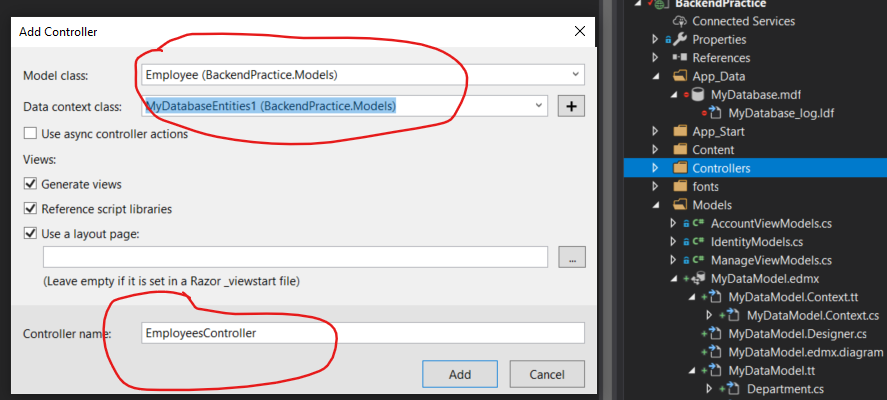 Add Controller
Model class:
Employee (BackendPractice.Models)
Data context class:
MyDatabaseEntities1 (BackendPractice.Models)
Use async controller actions
Views:
Generate views
Reference script libraries
Use a layout page:
...
(Leave empty if it is set in a Razor _viewstart file)
Controller name:
EmployeesController
Add
Cancel
BackendPractice
Connected Services
Properties
References
App_Data
MyDatabase.mdf
MyDatabase_log.ldf
App_Start
Content
Controllers
fonts
Models
C# AccountViewModels.cs
C# IdentityModels.cs
C# ManageViewModels.cs
MyDataModel.edmx
MyDataModel.Context.tt
MyDataModel.Context.cs
MyDataModel.Designer.cs
MyDataModel.edmx.diagram
MyDataModel.tt
Department.cs